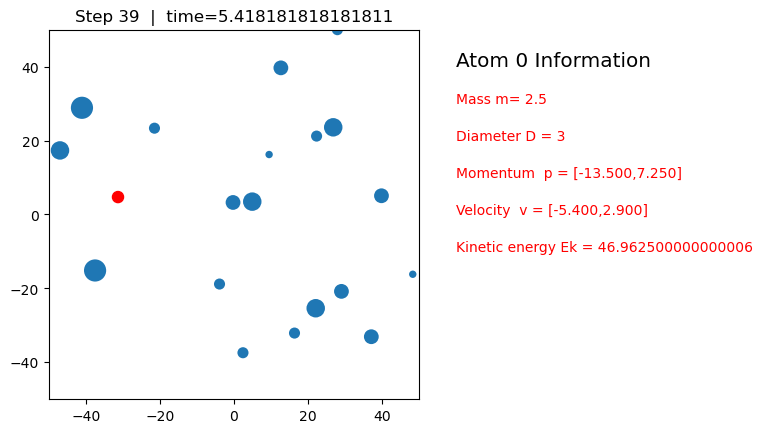 Step 39 | time=5.418181818181811
Atom 0 Information
Mass m= 2.5
Diameter D = 3
Momentum  p = [-13.500,7.250]
Velocity  v = [-5.400,2.900]
Kinetic energy Ek = 46.962500000000006
40
20
0
−20
−40
−40
−20
0
20
40